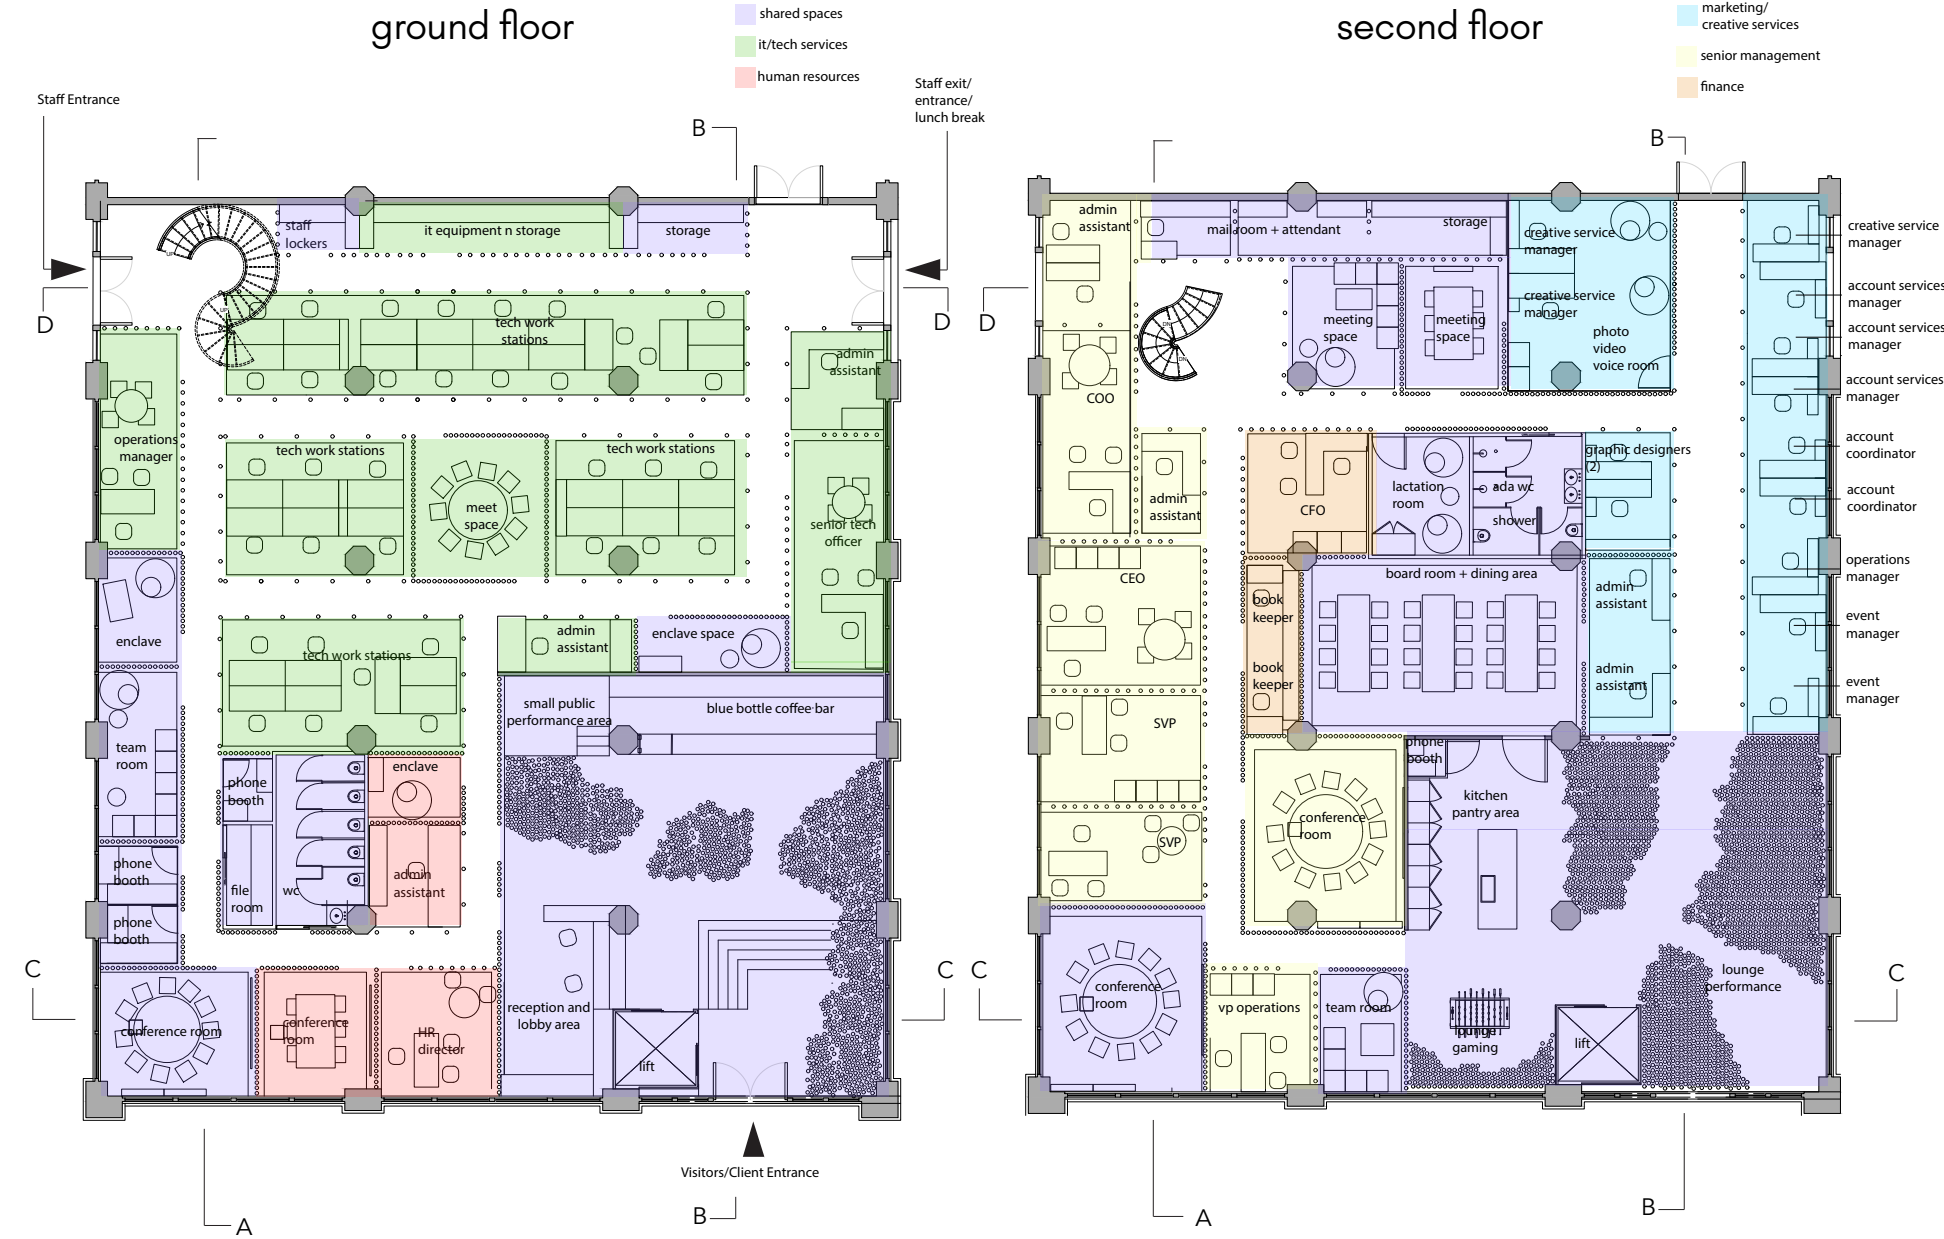 ground floor
shared spaces
it/tech services
human resources
Staff Entrance
Staff exit/
entrance/
lunch break
B
D
D
staff
lockers
it equipment n storage
storage
UP
UP
tech work
stations
admin
assistant
operations
manager
tech work stations
meet
space
tech work stations
senior tech
officer
enclave
tech work stations
admin
assistant
enclave space
small public
performance area
blue bottle coffee bar
team
room
phone
booth
enclave
phone
booth
file
room
wc
admin
assistant
phone
booth
C
C
conference room
conference
room
HR
director
reception and
lobby area
lift
Visitors/Client Entrance
A
B
second floor
marketing/
creative services
senior management
finance
B
D
admin
assistant
mail room + attendant
storage
creative service
manager
creative service
manager
DN
DN
meeting
space
meeting
space
photo
video
voice room
creative service
manager
account services
manager
account services
manager
account services
manager
account
coordinator
account
coordinator
operations
manager
event
manager
event
manager
COO
admin
assistant
CFO
lactation
room
ada wc
shower
graphic designers
(2)
CEO
book
keeper
board room + dining area
admin
assistant
book
keeper
admin
assistant
SVP
phone
booth
kitchen
pantry area
conference
room
SVP
C
C
conference
room
vp operations
team room
lounge
gaming
lift
lounge
performance
A
B